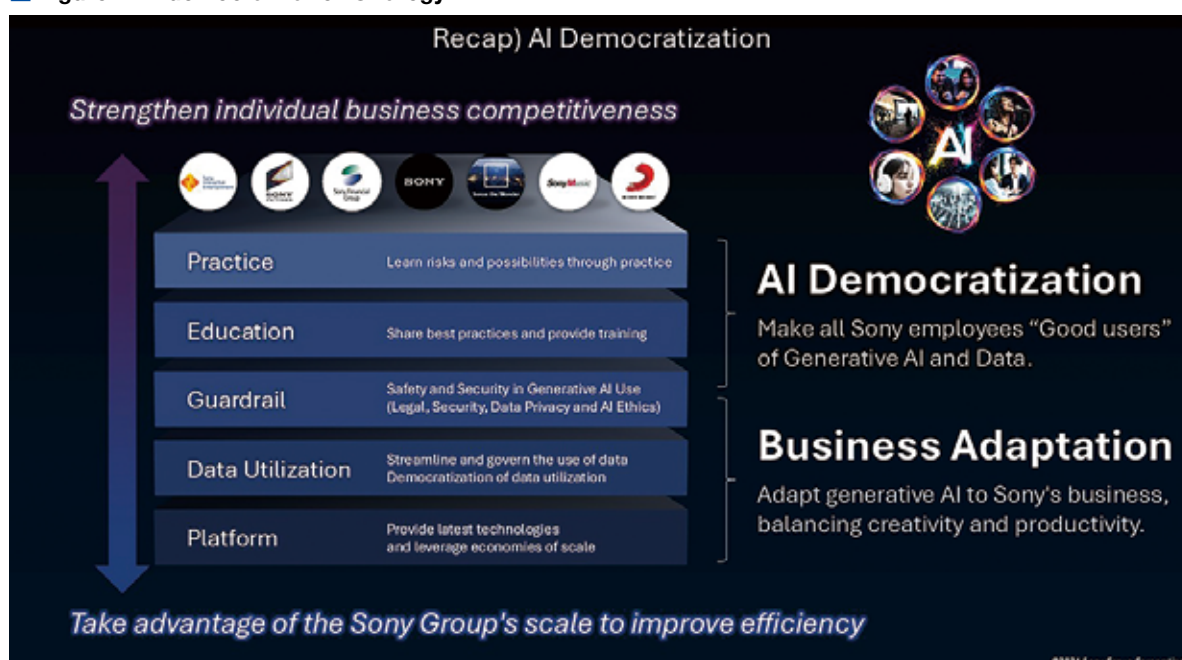 Recap) AI Democratization
Strengthen individual business competitiveness
SONY
Sony Music
Practice
Learn risks and possibilities through practice
Education
Share best practices and provide training
Guardrail
Safety and Security in Generative AI Use
(Legal, Security, Data Privacy and AI Ethics)
Data Utilization
Streamline and govern the use of data
Democratization of data utilization
Platform
Provide latest technologies
and leverage economies of scale
Take advantage of the Sony Group's scale to improve efficiency
AI
AI Democratization
Make all Sony employees “Good users”
of Generative AI and Data.
Business Adaptation
Adapt generative AI to Sony's business,
balancing creativity and productivity.